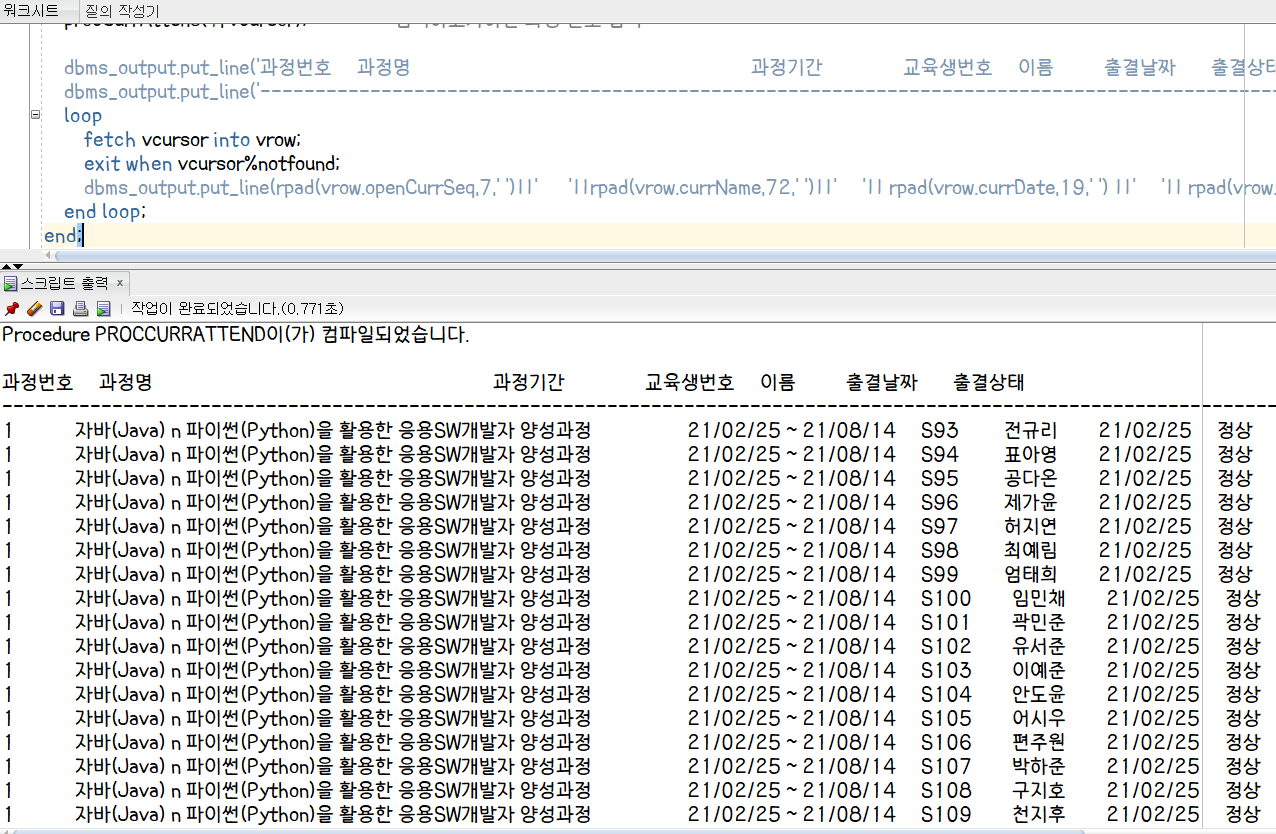 워크시트 질의 작성기
dbms_output.put_line('과정번호 과정명 과정기간 교육생번호 이름 출결날짜 출결상태
dbms_output.put_line('--------------------------------------------------------------------------------------------
loop
fetch vcursor into vrow;
exit when vcursor%notfound;
dbms_output.put_line(rpad(vrow.openCurrSeq,7,' ')||' '||rpad(vrow.currName,72,' ')||' '|| rpad(vrow.currDate,19,' ') ||' '|| rpad(vrow.
end loop;
end;
스크립트 출력 ×
작업이 완료되었습니다.(0.771초)
Procedure PROCCURRATTEND이(가) 컴파일되었습니다.
과정번호 과정명 과정기간 교육생번호 이름 출결날짜 출결상태
----------------------------------------------------------------------------------------------------------------
1 자바(Java) n 파이썬(Python)을 활용한 응용SW개발자 양성과정 21/02/25 ~ 21/08/14 S93 전규리 21/02/25 정상
1 자바(Java) n 파이썬(Python)을 활용한 응용SW개발자 양성과정 21/02/25 ~ 21/08/14 S94 표아영 21/02/25 정상
1 자바(Java) n 파이썬(Python)을 활용한 응용SW개발자 양성과정 21/02/25 ~ 21/08/14 S95 공다온 21/02/25 정상
1 자바(Java) n 파이썬(Python)을 활용한 응용SW개발자 양성과정 21/02/25 ~ 21/08/14 S96 제가윤 21/02/25 정상
1 자바(Java) n 파이썬(Python)을 활용한 응용SW개발자 양성과정 21/02/25 ~ 21/08/14 S97 허지연 21/02/25 정상
1 자바(Java) n 파이썬(Python)을 활용한 응용SW개발자 양성과정 21/02/25 ~ 21/08/14 S98 최예림 21/02/25 정상
1 자바(Java) n 파이썬(Python)을 활용한 응용SW개발자 양성과정 21/02/25 ~ 21/08/14 S99 엄태희 21/02/25 정상
1 자바(Java) n 파이썬(Python)을 활용한 응용SW개발자 양성과정 21/02/25 ~ 21/08/14 S100 임민채 21/02/25 정상
1 자바(Java) n 파이썬(Python)을 활용한 응용SW개발자 양성과정 21/02/25 ~ 21/08/14 S101 곽민준 21/02/25 정상
1 자바(Java) n 파이썬(Python)을 활용한 응용SW개발자 양성과정 21/02/25 ~ 21/08/14 S102 유서준 21/02/25 정상
1 자바(Java) n 파이썬(Python)을 활용한 응용SW개발자 양성과정 21/02/25 ~ 21/08/14 S103 이예준 21/02/25 정상
1 자바(Java) n 파이썬(Python)을 활용한 응용SW개발자 양성과정 21/02/25 ~ 21/08/14 S104 안도윤 21/02/25 정상
1 자바(Java) n 파이썬(Python)을 활용한 응용SW개발자 양성과정 21/02/25 ~ 21/08/14 S105 어시우 21/02/25 정상
1 자바(Java) n 파이썬(Python)을 활용한 응용SW개발자 양성과정 21/02/25 ~ 21/08/14 S106 편주원 21/02/25 정상
1 자바(Java) n 파이썬(Python)을 활용한 응용SW개발자 양성과정 21/02/25 ~ 21/08/14 S107 박하준 21/02/25 정상
1 자바(Java) n 파이썬(Python)을 활용한 응용SW개발자 양성과정 21/02/25 ~ 21/08/14 S108 구지호 21/02/25 정상
1 자바(Java) n 파이썬(Python)을 활용한 응용SW개발자 양성과정 21/02/25 ~ 21/08/14 S109 천지후 21/02/25 정상